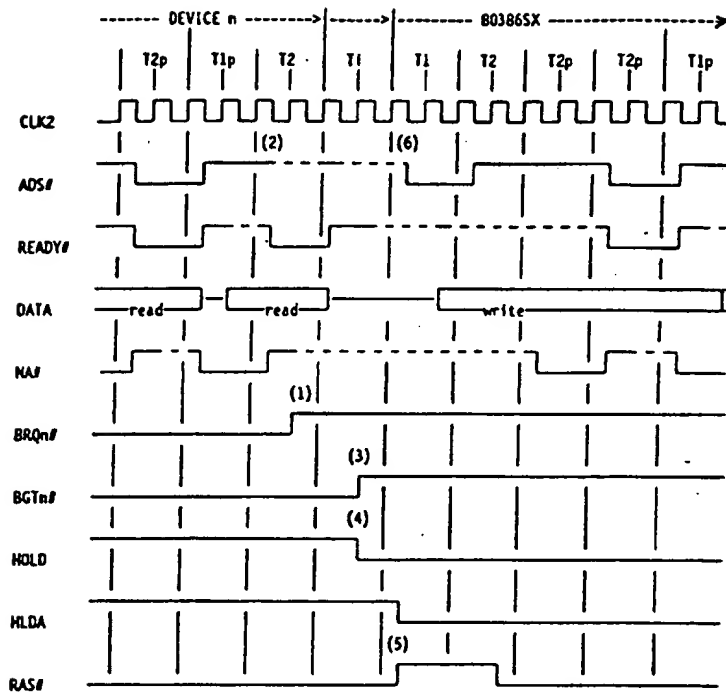 DEVICE n 80386SX
T2p T1p T2 Ti T1 T2 T2p T2p T1p
CLK2
(2) (6)
ADS#
READY#
DATA read read write
NA#
(1)
BRQn#
(3)
BGTn#
(4)
HOLD
HLDA
(5)
RAS#